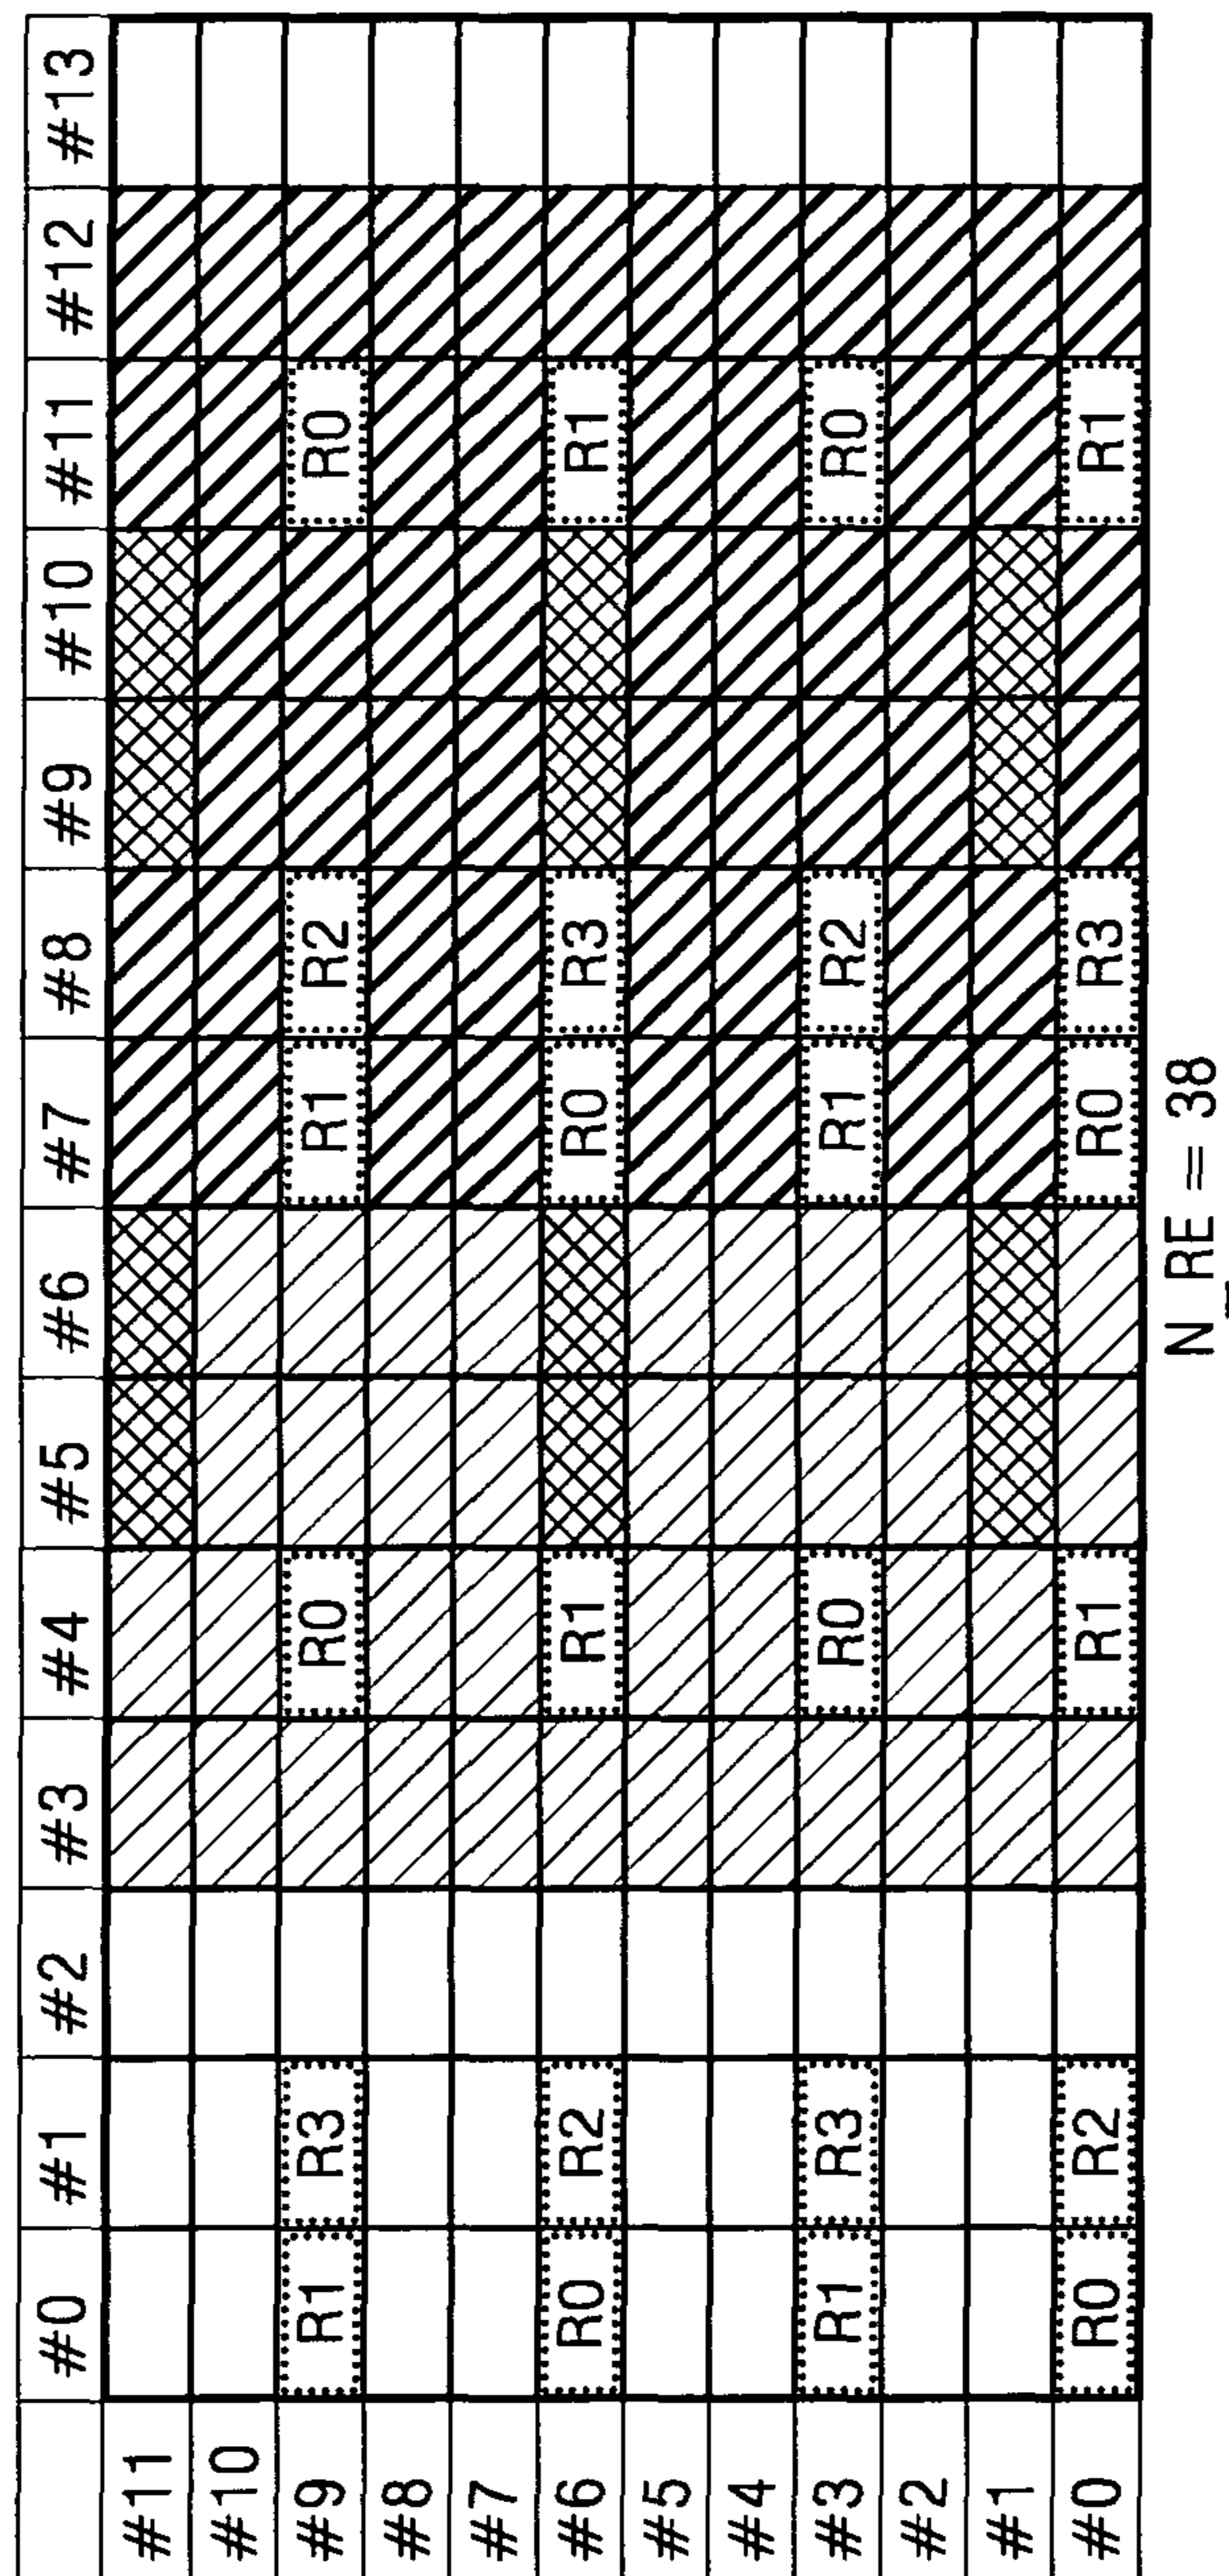 #0 #1 #2 #3 #4 #5 #6 #7 #8 #9 #10 #11 #12 #13
#11
#10
#9 R1 R3 R0 R1 R2 R0
#8
#7
#6 R0 R2 R1 R0 R3 R1
#5
#4
#3 R1 R3 R0 R1 R2 R0
#2
#1
#0 R0 R2 R1 R0 R3 R1
N_RE = 38